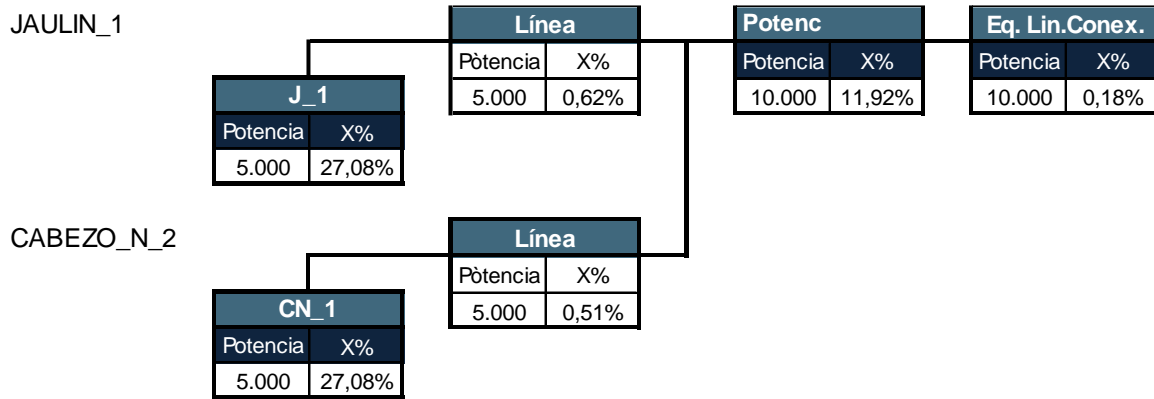 JAULIN_1
Línea
Pòtencia X%
5.000 0,62%
Potenc
Potencia X%
10.000 11,92%
Eq. Lin.Conex.
Potencia X%
10.000 0,18%
J_1
Potencia X%
5.000 27,08%
CABEZO_N_2
Línea
Pòtencia X%
5.000 0,51%
CN_1
Potencia X%
5.000 27,08%